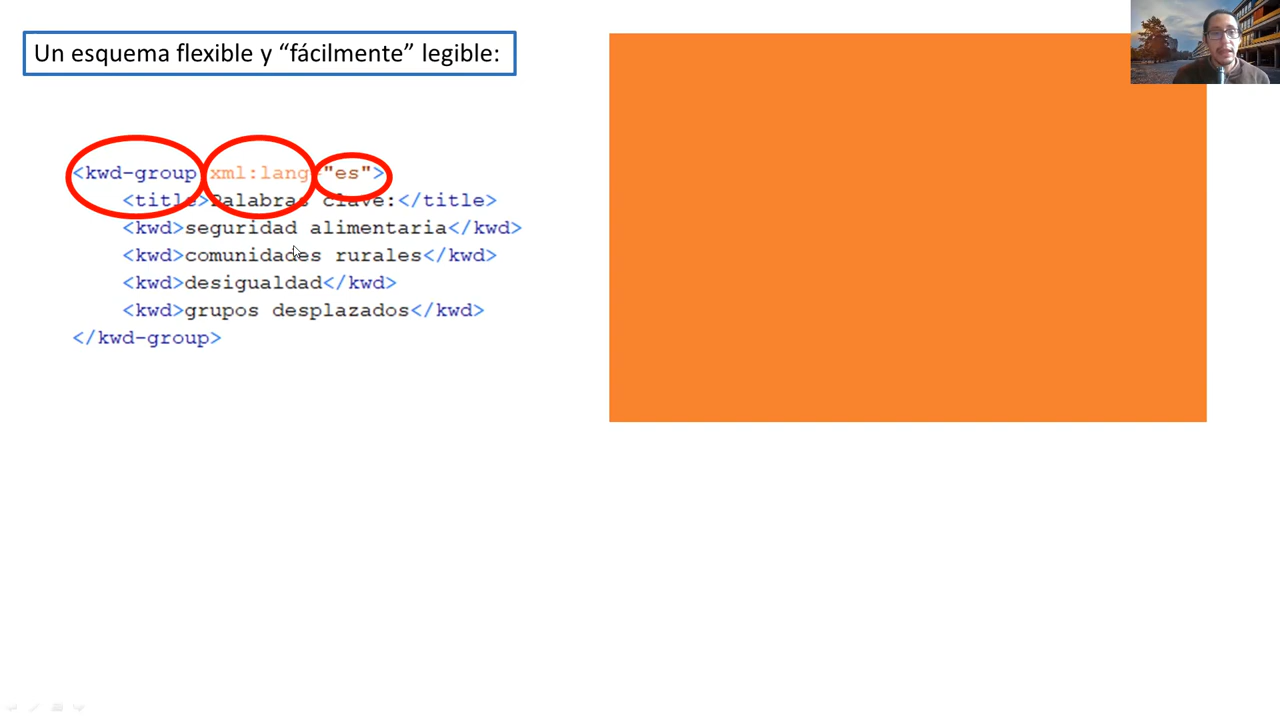 Un esquema flexible y “fácilmente” legible:
<kwd-group xml:lang="es">
<title>Palabras clave:</title>
<kwd>seguridad alimentaria</kwd>
<kwd>comunidades rurales</kwd>
<kwd>desigualdad</kwd>
<kwd>grupos desplazados</kwd>
</kwd-group>